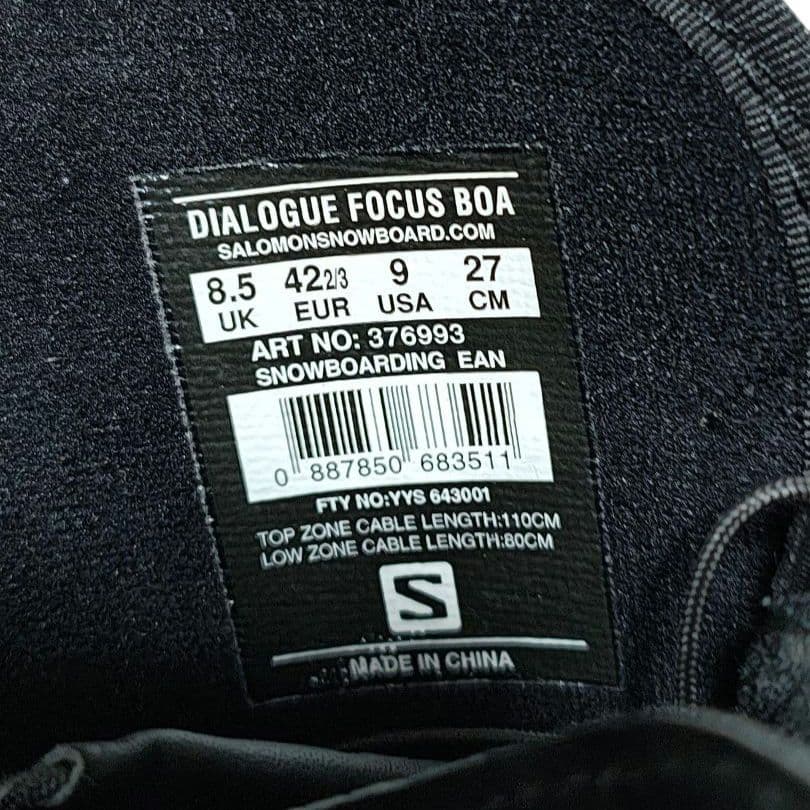 DIALOGUE FOCUS BOA
SALOMONSNOWBOARD.COM
8.5 42 2/3 9 27
UK EUR USA CM
ART NO: 376993
SNOWBOARDING EAN
0 887850 683511
FTY NO:YYS 643001
TOP ZONE CABLE LENGTH:110CM
LOW ZONE CABLE LENGTH:80CM
S
MADE IN CHINA